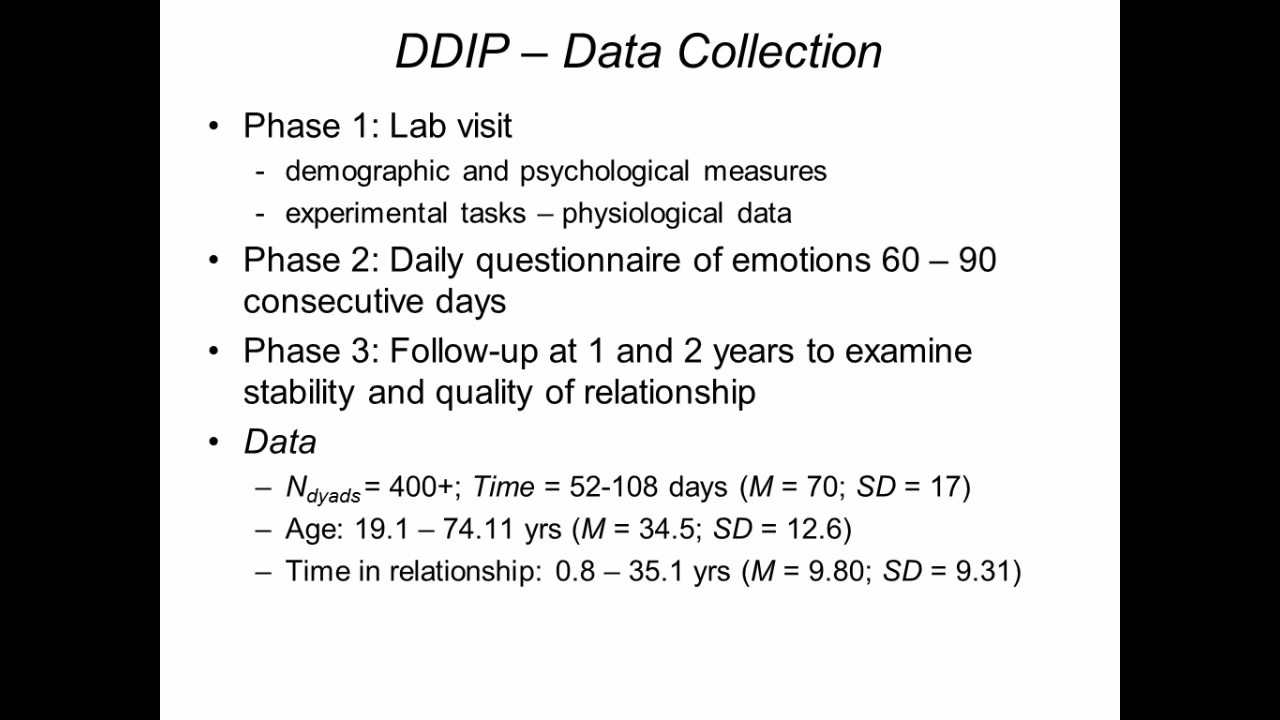 DDIP – Data Collection
• Phase 1: Lab visit
- demographic and psychological measures
- experimental tasks – physiological data
• Phase 2: Daily questionnaire of emotions 60 – 90
consecutive days
• Phase 3: Follow-up at 1 and 2 years to examine
stability and quality of relationship
• Data
– Ndyads = 400+; Time = 52-108 days (M = 70; SD = 17)
– Age: 19.1 – 74.11 yrs (M = 34.5; SD = 12.6)
– Time in relationship: 0.8 – 35.1 yrs (M = 9.80; SD = 9.31)